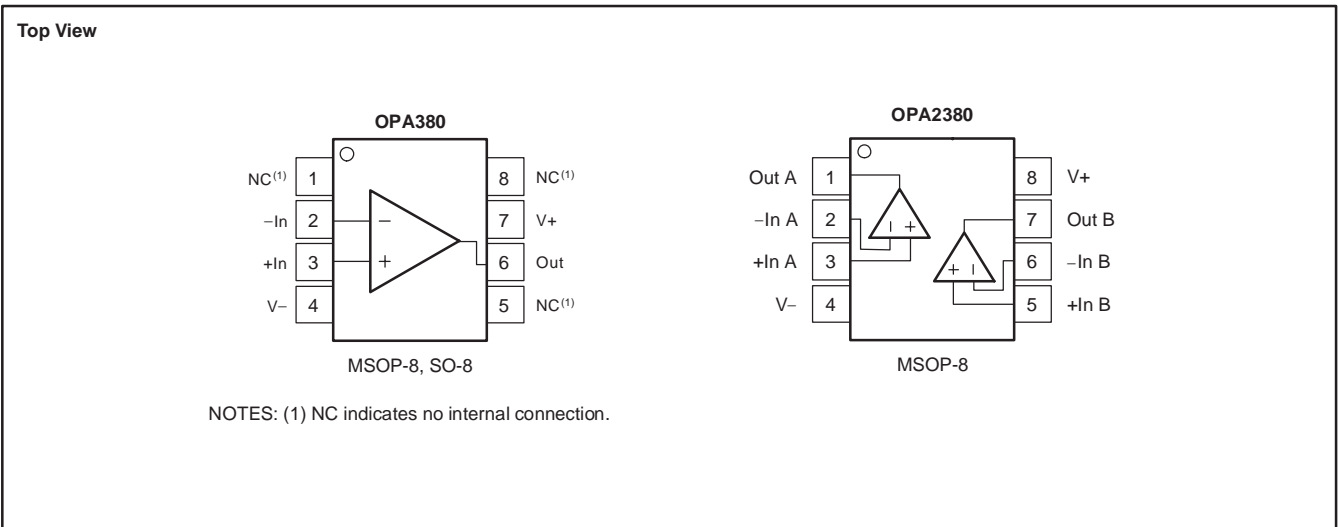 Top View
OPA380
NC(1) 1 8 NC(1)
−In 2 − 7 V+
+In 3 + 6 Out
V− 4 5 NC(1)
MSOP-8, SO-8
OPA2380
Out A 1 8 V+
−In A 2 − + 7 Out B
+In A 3 + − 6 −In B
V− 4 5 +In B
MSOP-8
NOTES: (1) NC indicates no internal connection.